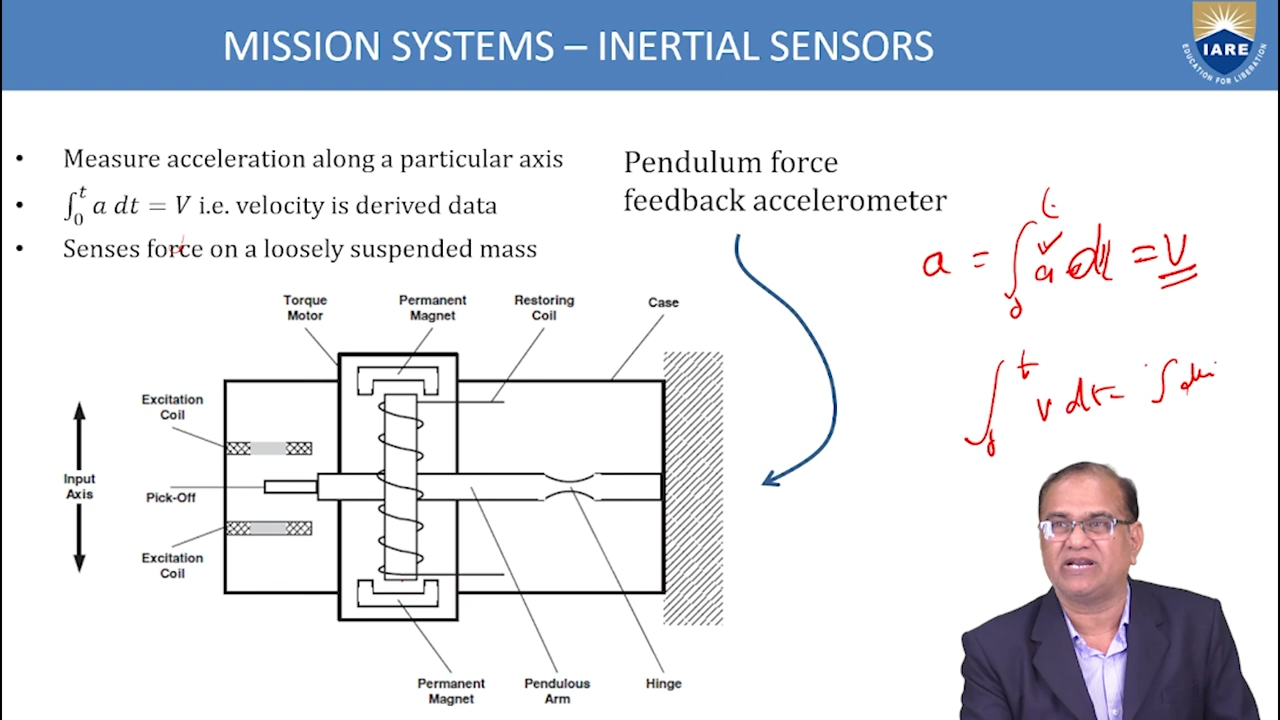 MISSION SYSTEMS – INERTIAL SENSORS
IARE
EDUCATION FOR LIBERATION
• Measure acceleration along a particular axis
• ∫₀ᵗ a dt = V i.e. velocity is derived data
• Senses force on a loosely suspended mass
Pendulum force
feedback accelerometer
a = ∫₀ᵗ a dt = V
∫₀ᵗ v dt = ∫
Torque
Motor
Permanent
Magnet
Restoring
Coil
Case
Excitation
Coil
Input
Axis
Pick-Off
Excitation
Coil
Permanent
Magnet
Pendulous
Arm
Hinge